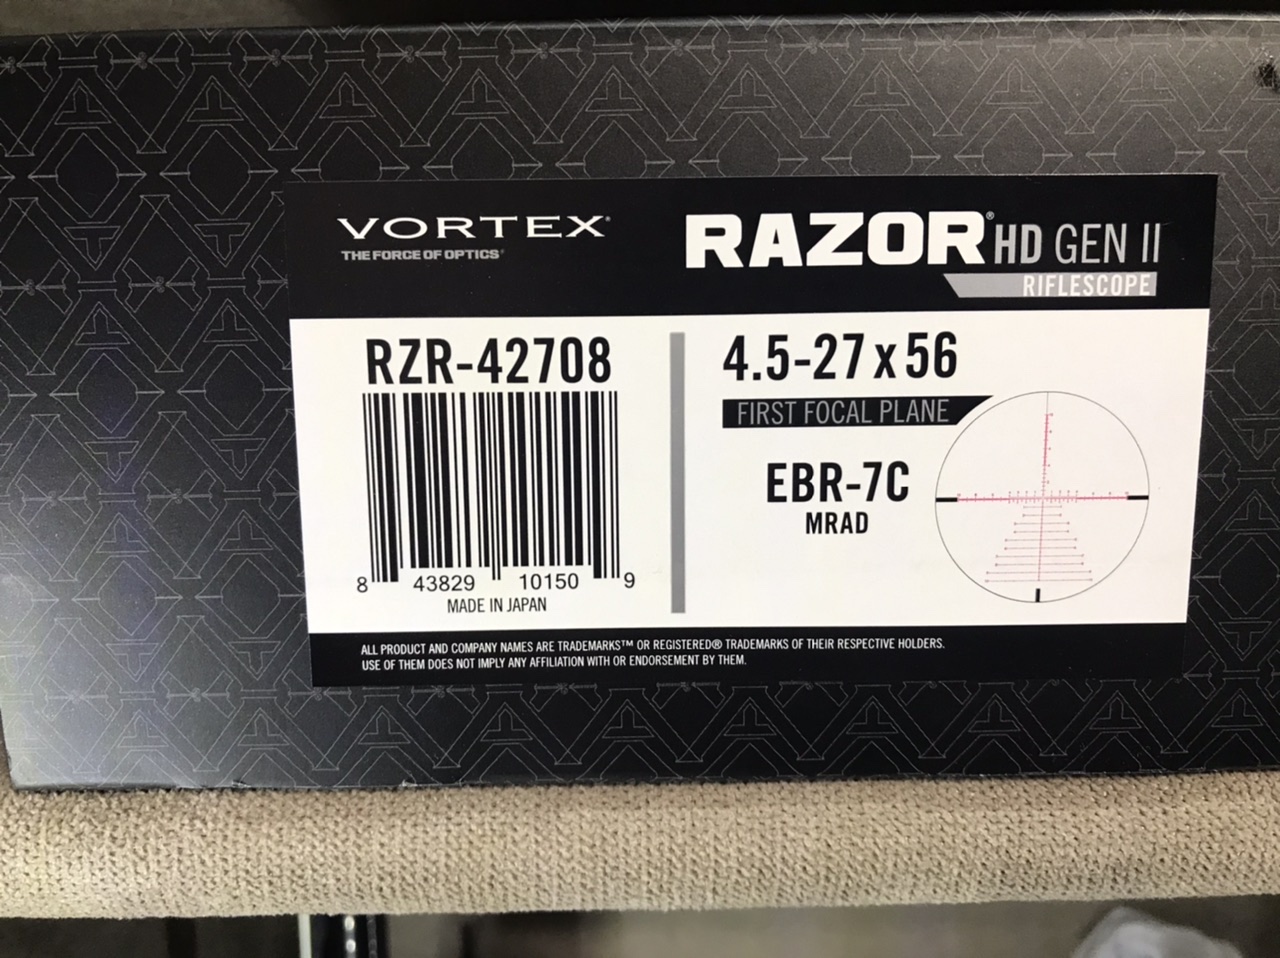 VORTEX®
THE FORCE OF OPTICS®
RAZOR® HD GEN II
RIFLESCOPE
RZR-42708
8 43829 10150 9
MADE IN JAPAN
4.5-27 x 56
FIRST FOCAL PLANE
EBR-7C
MRAD
ALL PRODUCT AND COMPANY NAMES ARE TRADEMARKS™ OR REGISTERED® TRADEMARKS OF THEIR RESPECTIVE HOLDERS.
USE OF THEM DOES NOT IMPLY ANY AFFILIATION WITH OR ENDORSEMENT BY THEM.